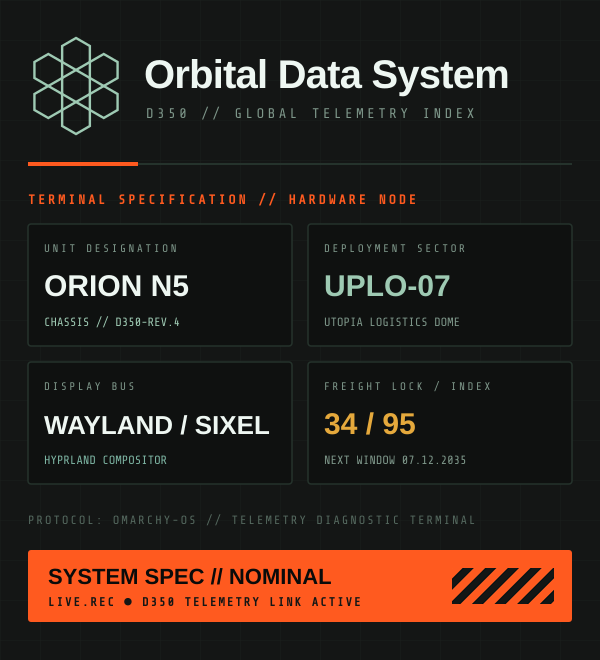 Orbital Data System
D350 // GLOBAL TELEMETRY INDEX
TERMINAL SPECIFICATION // HARDWARE NODE
UNIT DESIGNATION
ORION N5
CHASSIS // D350-REV.4
DEPLOYMENT SECTOR
UPLO-07
UTOPIA LOGISTICS DOME
DISPLAY BUS
WAYLAND / SIXEL
HYPRLAND COMPOSITOR
FREIGHT LOCK / INDEX
34 / 95
NEXT WINDOW 07.12.2035
PROTOCOL: OMARCHY-DS // TELEMETRY DIAGNOSTIC TERMINAL
SYSTEM SPEC // NOMINAL
LIVE.REC ● D350 TELEMETRY LINK ACTIVE